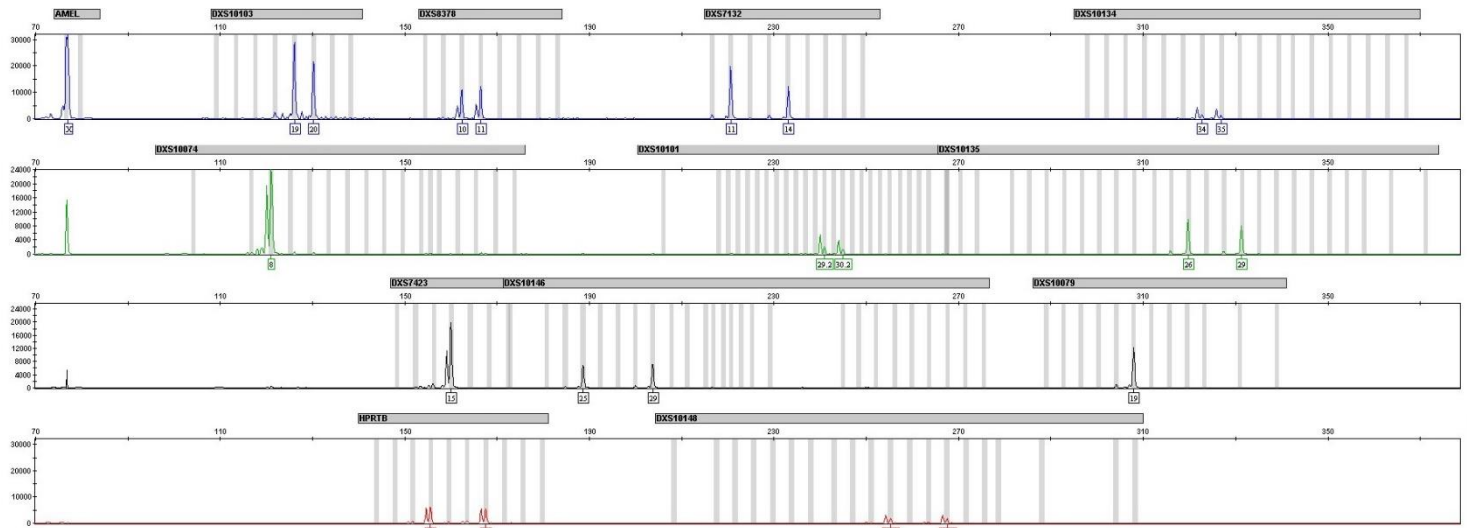 AMEL DXS10103 DXS8378 DXS7132 DXS10134
70 110 150 190 230 270 310 350
30000
20000
10000
0
X 19 20 10 11 11 14 34 35
DXS10074 DXS10101 DXS10135
70 110 150 190 230 270 310 350
24000
20000
16000
12000
8000
4000
0
8 29.2 30.2 26 29
DXS7423 DXS10146 DXS10079
70 110 150 190 230 270 310 350
24000
20000
16000
12000
8000
4000
0
15 25 29 19
HPRTB DXS10148
70 110 150 190 230 270 310 350
30000
20000
10000
0